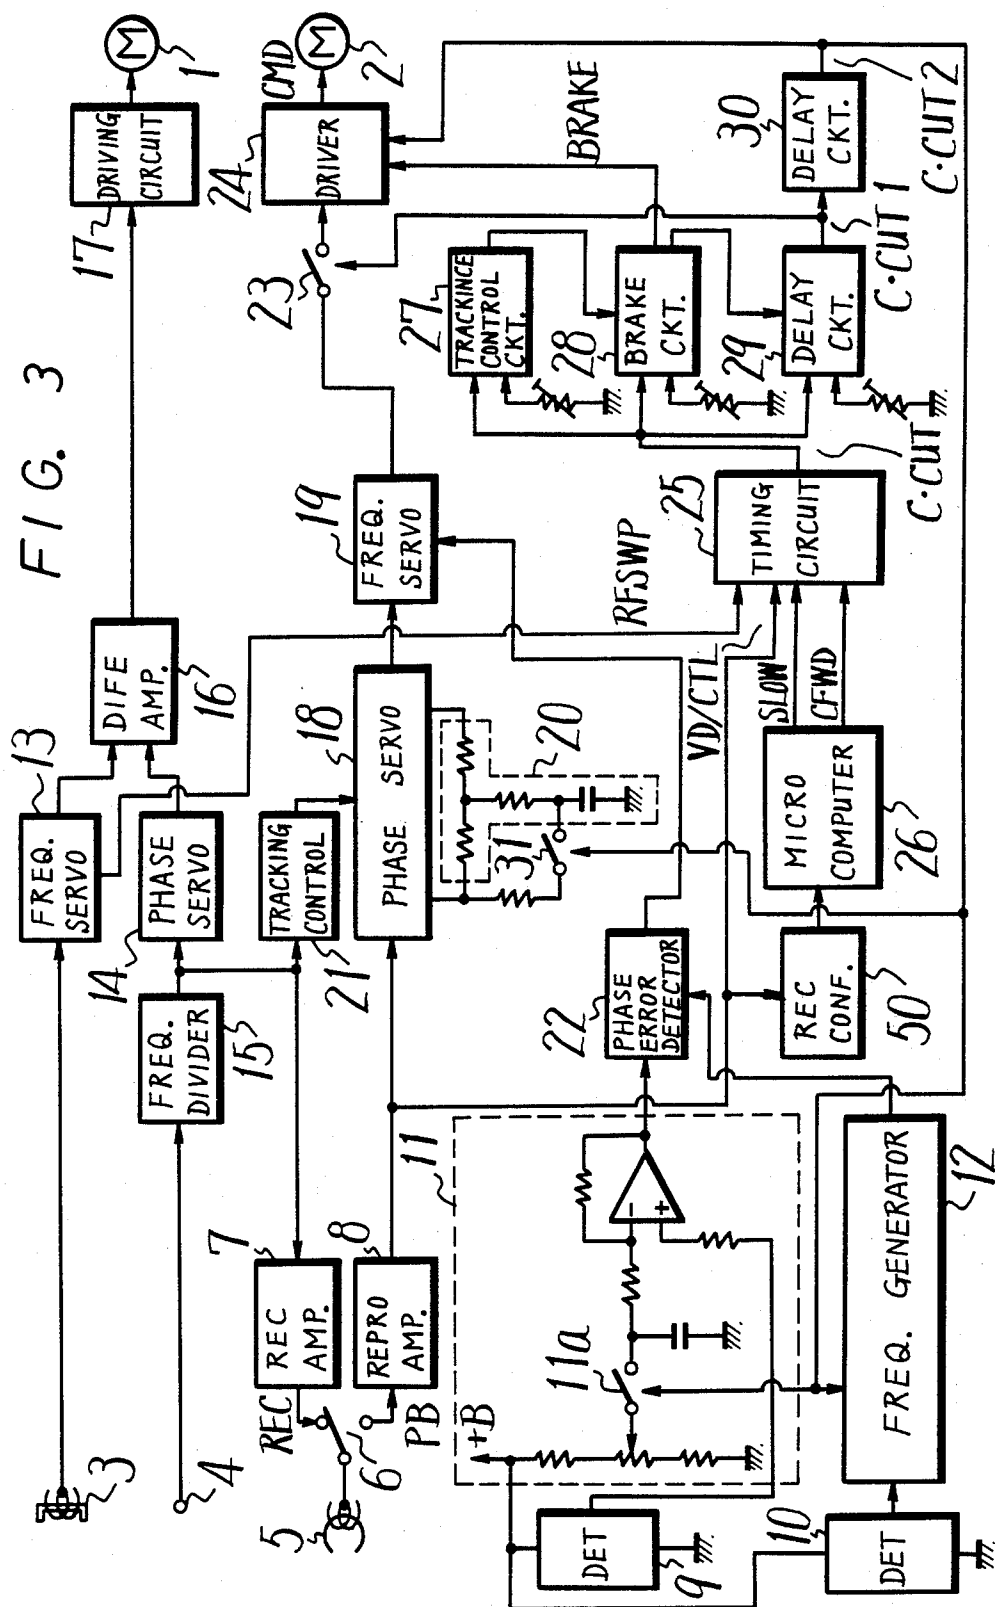 FIG. 3
3
FREQ.
SERVO
13
DIFE
AMP.
16
DRIVING
CIRCUIT
17
M
1
4
FREQ.
DIVIDER
15
PHASE
SERVO
14
5
6
REC
PB
REC
AMP.
7
REPRO
AMP.
8
TRACKING
CONTROL
21
PHASE SERVO
18
FREQ.
SERVO
19
20
31
23
DRIVER
24
CMD
M
2
+B
11
11a
DET
9
DET
10
FREQ. GENERATOR
12
PHASE
ERROR
DETECTOR
22
REC
CONF.
50
MICRO
COMPUTER
26
RFSWP
VD/CTL
SLOW
CFWD
TIMING
CIRCUIT
25
C·CUT
TRACKINCE
CONTROL
CKT.
27
BRAKE
CKT.
28
DELAY
CKT.
29
BRAKE
C·CUT 1
DELAY
CKT.
30
C·CUT 2